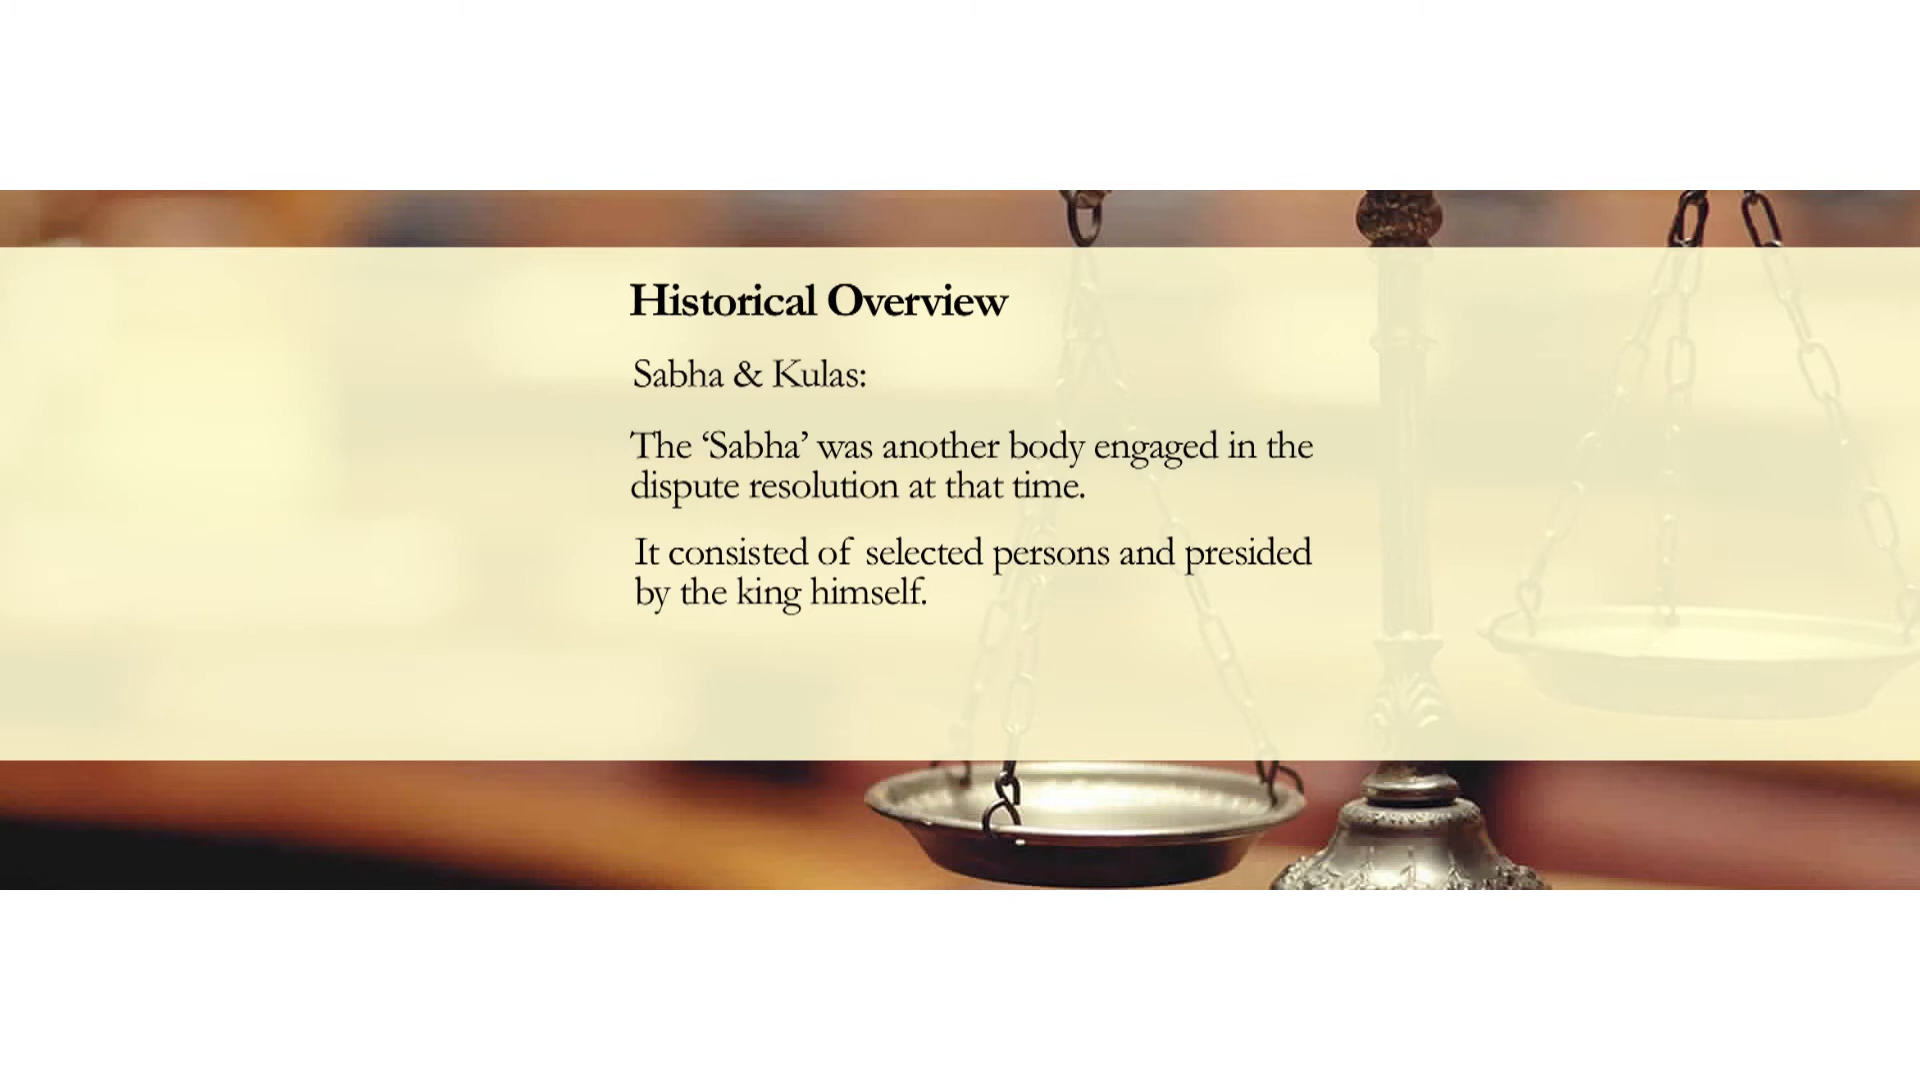 Historical Overview
Sabha & Kulas:
The ‘Sabha’ was another body engaged in the
dispute resolution at that time.
It consisted of selected persons and presided
by the king himself.